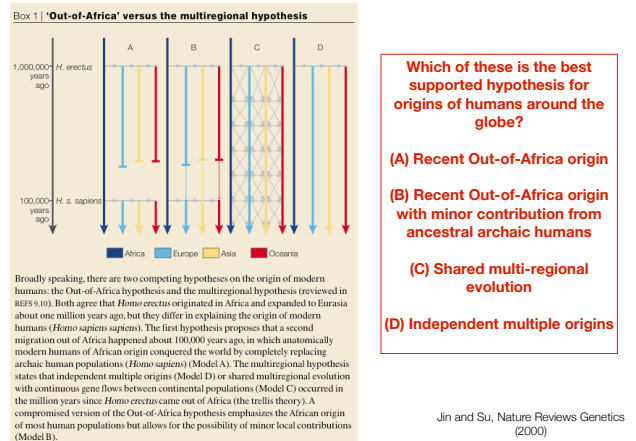 Box 1 | 'Out-of-Africa' versus the multiregional hypothesis
A
B
C
D
1,000,000
years
ago
H. erectus
100,000
years
ago
H. s. sapiens
Africa
Europe
Asia
Oceania
Broadly speaking, there are two competing hypotheses on the origin of modern
humans: the Out-of-Africa hypothesis and the multiregional hypothesis (reviewed in
REFS 9,10). Both agree that Homo erectus originated in Africa and expanded to Eurasia
about one million years ago, but they differ in explaining the origin of modern
humans (Homo sapiens sapiens). The first hypothesis proposes that a second
migration out of Africa happened about 100,000 years ago, in which anatomically
modern humans of African origin conquered the world by completely replacing
archaic human populations (Homo sapiens) (Model A). The multiregional hypothesis
states that independent multiple origins (Model D) or shared multiregional evolution
with continuous gene flows between continental populations (Model C) occurred in
the million years since Homo erectus came out of Africa (the trellis theory). A
compromised version of the Out-of-Africa hypothesis emphasizes the African origin
of most human populations but allows for the possibility of minor local contributions
(Model B).
Which of these is the best
supported hypothesis for
origins of humans around the
globe?
(A) Recent Out-of-Africa origin
(B) Recent Out-of-Africa origin
with minor contribution from
ancestral archaic humans
(C) Shared multi-regional
evolution
(D) Independent multiple origins
Jin and Su, Nature Reviews Genetics
(2000)